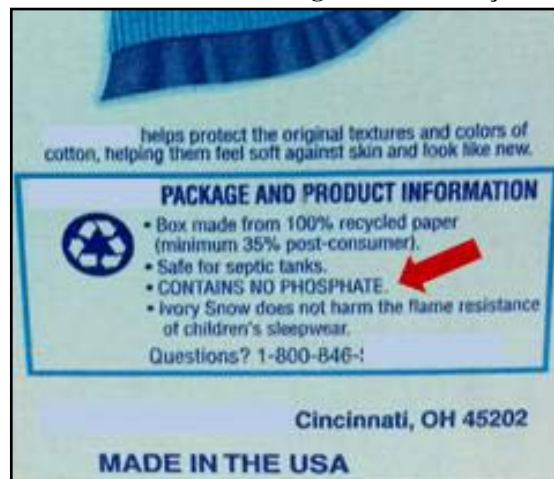 helps protect the original textures and colors of
cotton, helping them feel soft against skin and look like new.
PACKAGE AND PRODUCT INFORMATION
• Box made from 100% recycled paper
(minimum 35% post-consumer).
• Safe for septic tanks.
• CONTAINS NO PHOSPHATE.
• Ivory Snow does not harm the flame resistance
of children's sleepwear.
Questions? 1-800-846-
Cincinnati, OH 45202
MADE IN THE USA